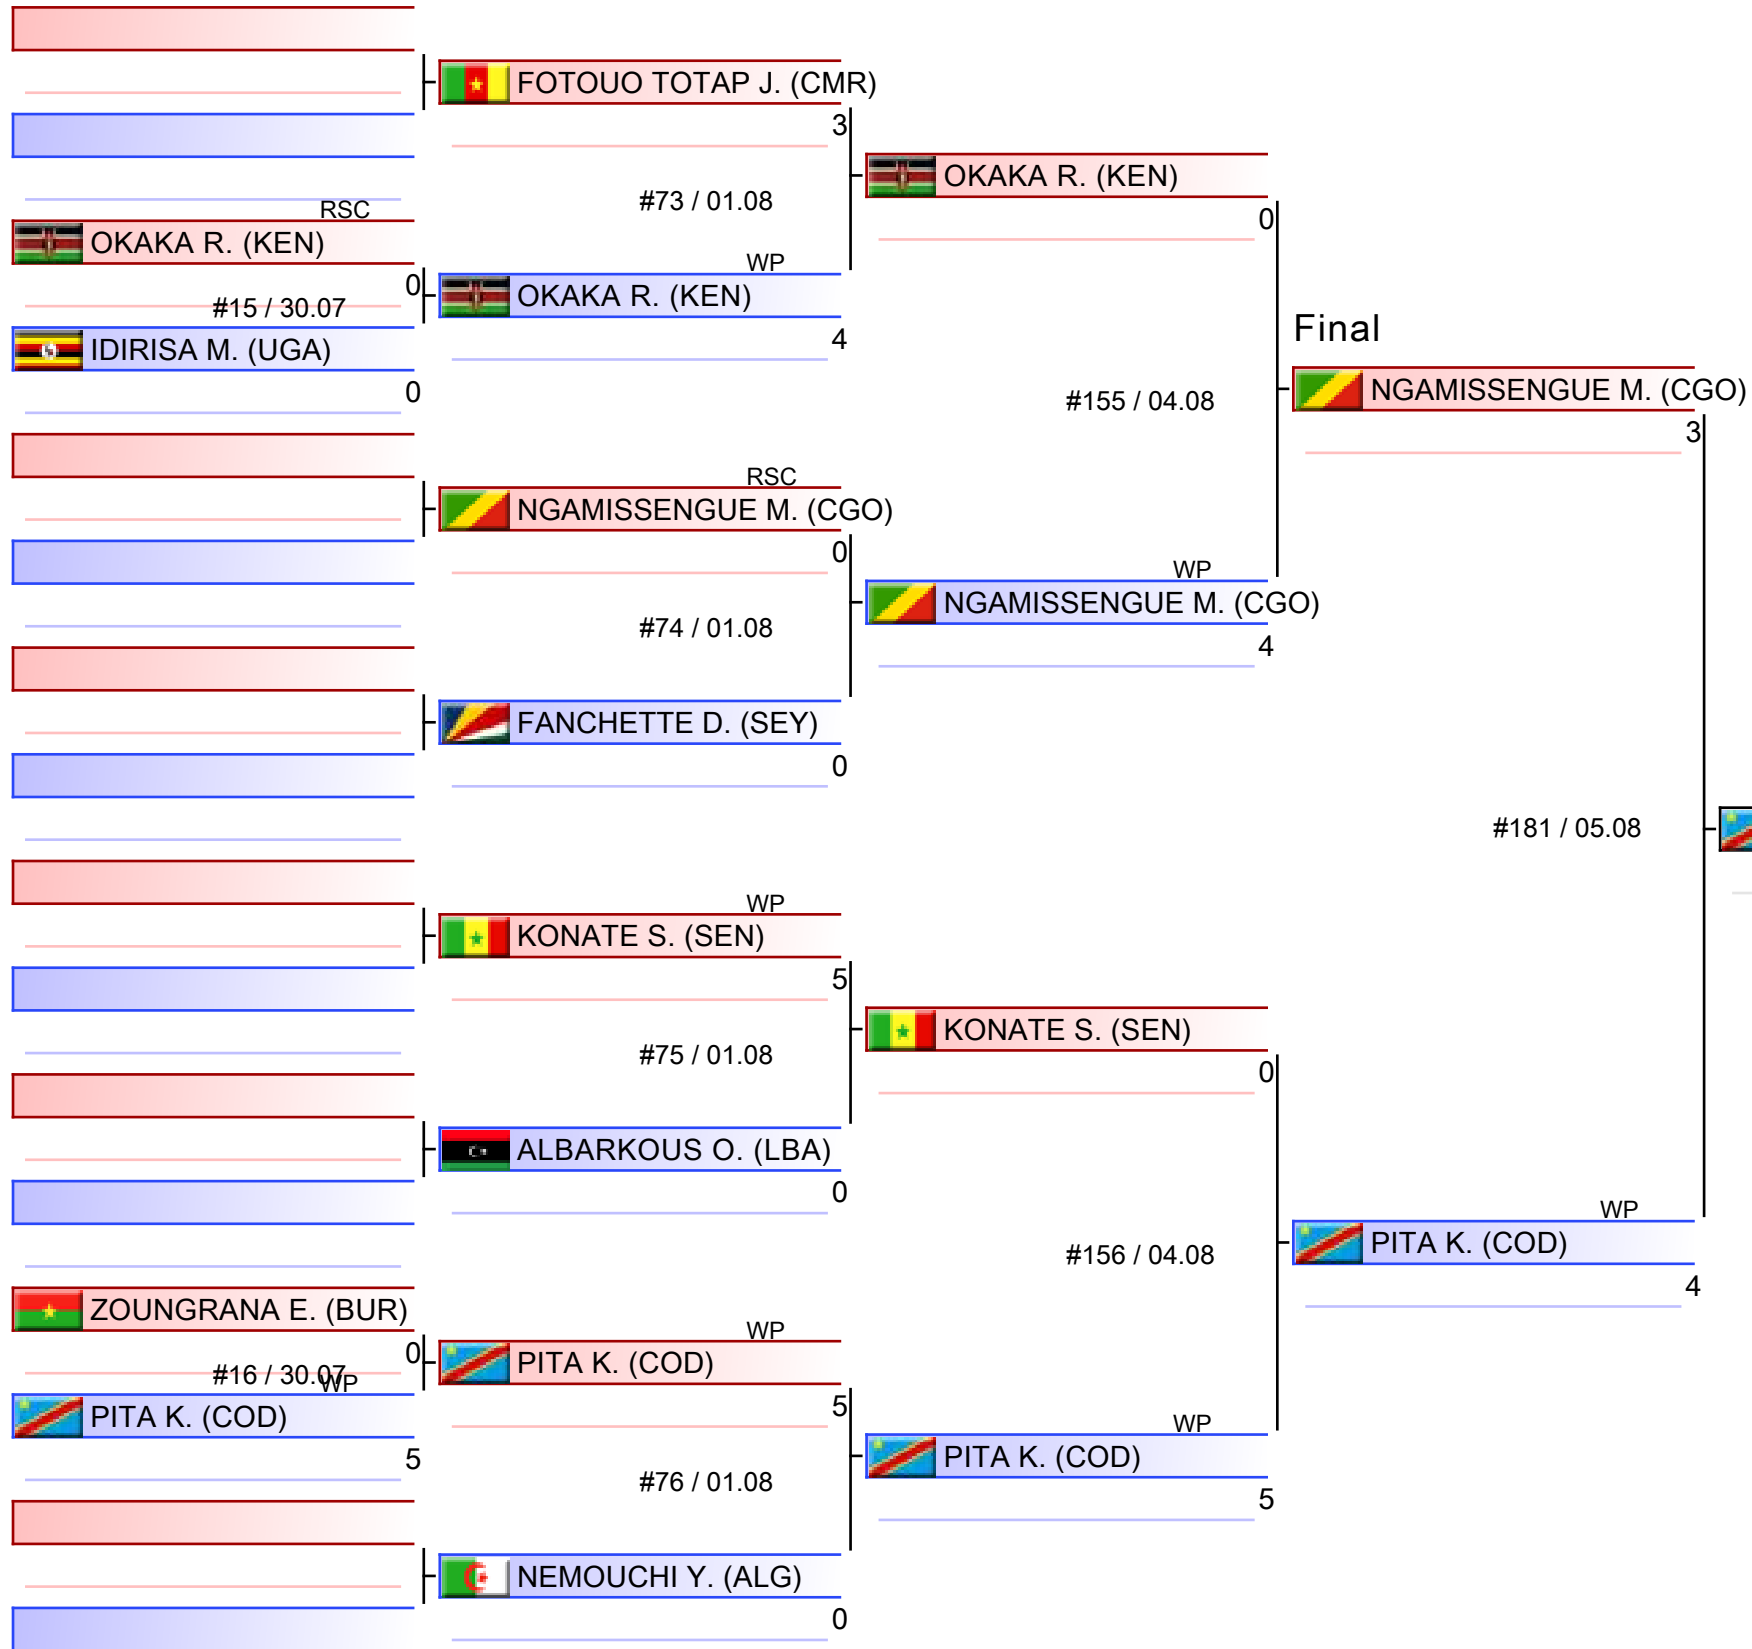 FOTOUO TOTAP J. (CMR)
3
OKAKA R. (KEN)
#73 / 01.08
RSC
0
OKAKA R. (KEN)
WP
0
OKAKA R. (KEN)
#15 / 30.07
Final
4
IDIRISA M. (UGA)
0
NGAMISSENGUE M. (CGO)
#155 / 04.08
3
RSC
NGAMISSENGUE M. (CGO)
0
WP
NGAMISSENGUE M. (CGO)
#74 / 01.08
4
FANCHETTE D. (SEY)
0
#181 / 05.08
WP
KONATE S. (SEN)
5
KONATE S. (SEN)
#75 / 01.08
0
ALBARKOUS O. (LBA)
0
WP
PITA K. (COD)
#156 / 04.08
4
ZOUNGRANA E. (BUR)
WP
0
PITA K. (COD)
#16 / 30.07
WP
5
PITA K. (COD)
WP
PITA K. (COD)
5
#76 / 01.08
5
NEMOUCHI Y. (ALG)
0